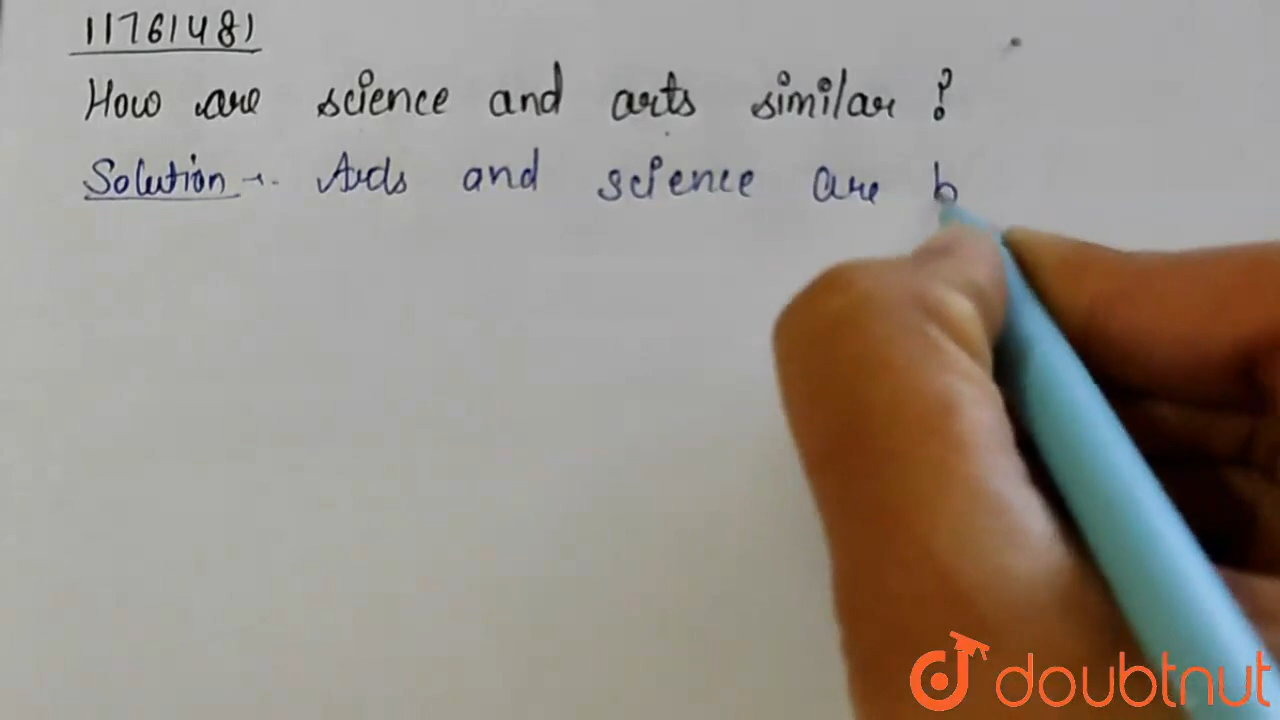 11761481
How are science and arts similar ?
Solution -. Arts and science are b
doubtnut